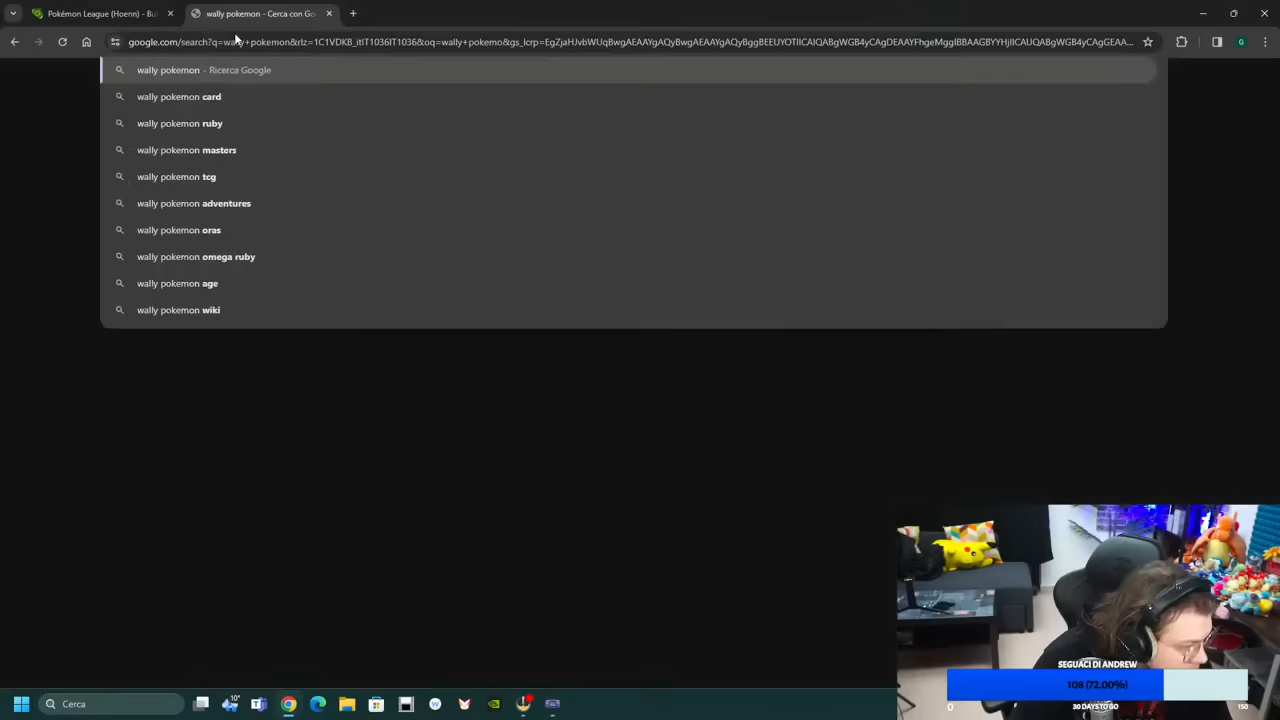 Pokémon League (Hoenn) - Bul
wally pokemon - Cerca con Go
google.com/search?q=wally+pokemon&rlz=1C1VDKB_itIT1036IT1036&oq=wally+pokemo&gs_lcrp=
wally pokemon - Ricerca Google
wally pokemon card
wally pokemon ruby
wally pokemon masters
wally pokemon tcg
wally pokemon adventures
wally pokemon oras
wally pokemon omega ruby
wally pokemon age
wally pokemon wiki
SEGUACI DI ANDREW
108 (72.00%)
0
30 DAYS TO GO
150
Cerca
10°
G